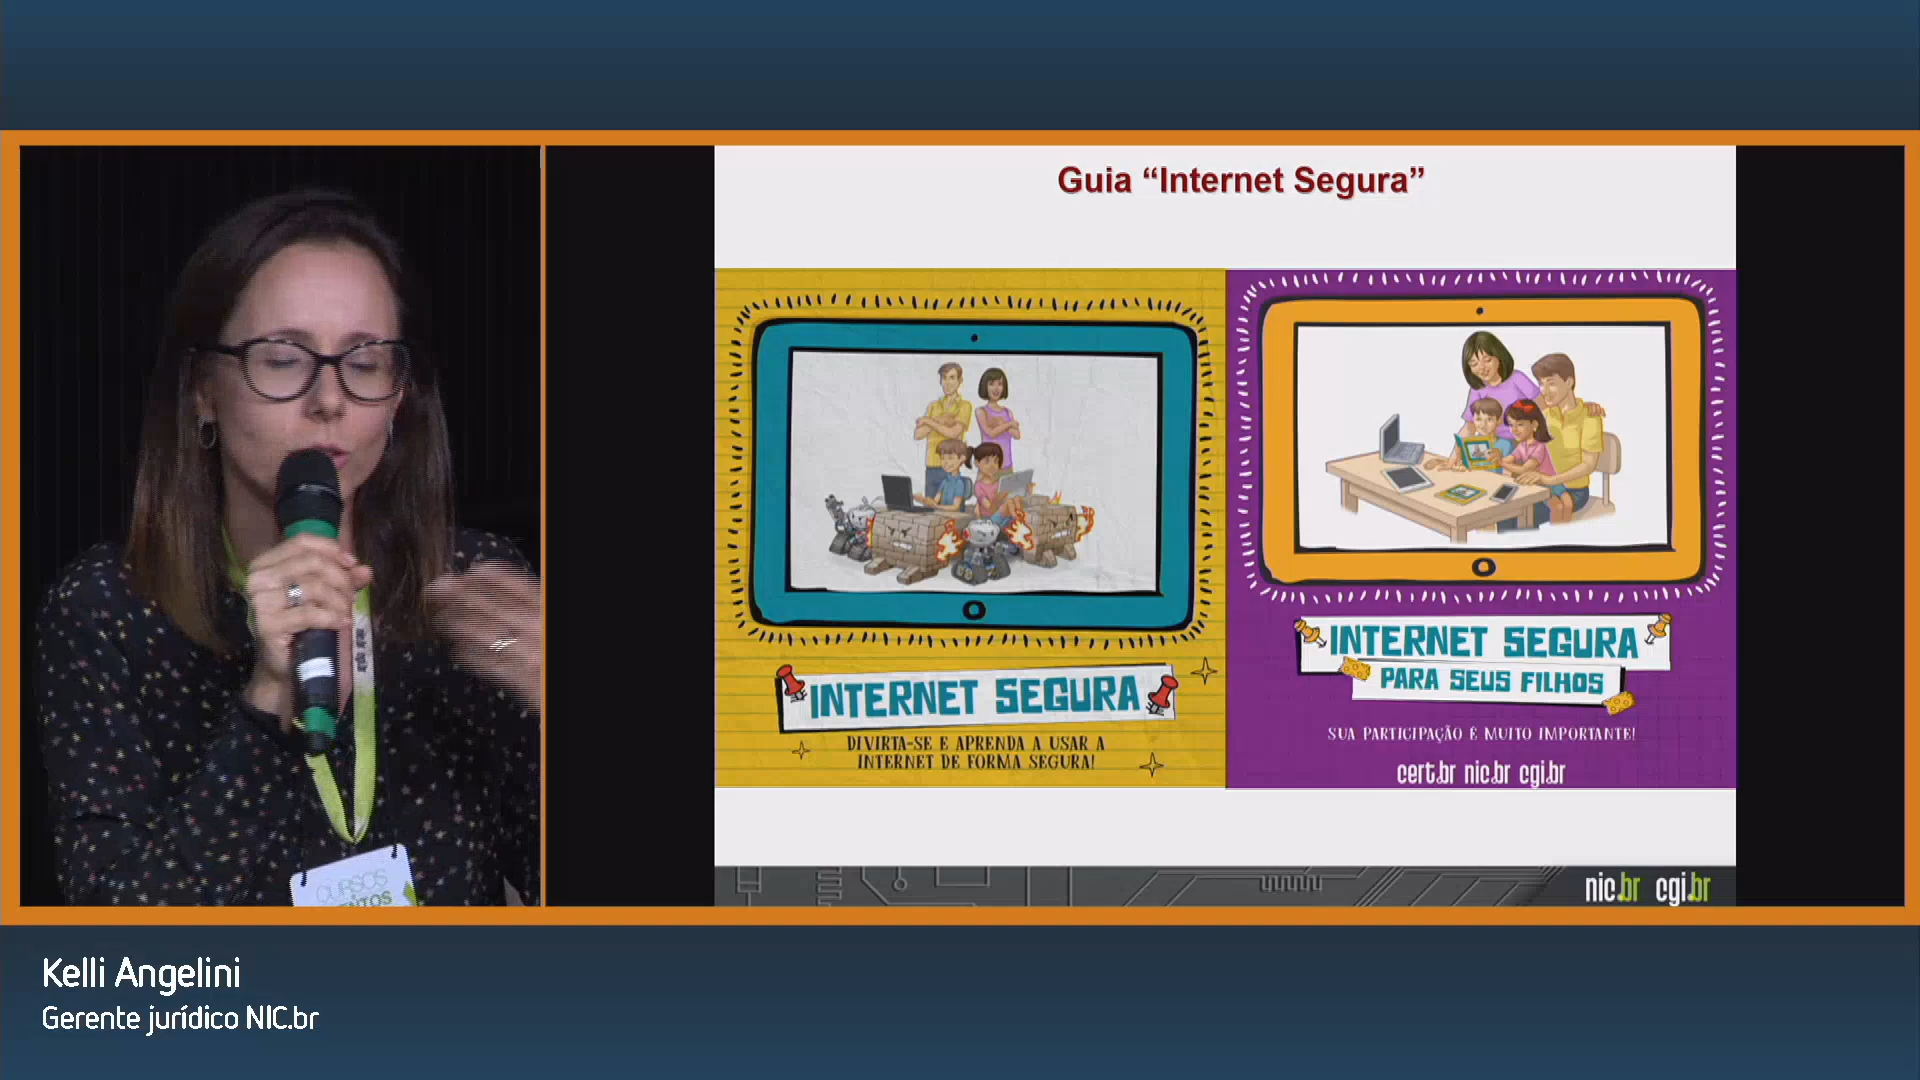 Guia “Internet Segura”
INTERNET SEGURA
DIVIRTA-SE E APRENDA A USAR A
INTERNET DE FORMA SEGURA!
INTERNET SEGURA
PARA SEUS FILHOS
SUA PARTICIPAÇÃO É MUITO IMPORTANTE!
cert.br nic.br cgi.br
nic.br cgi.br
CURSOS
Kelli Angelini
Gerente jurídico NIC.br